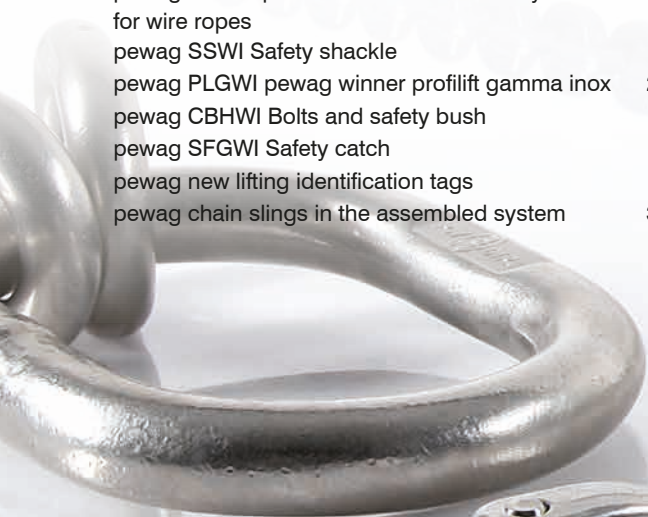 for wire ropes
pewag SSWI Safety shackle
pewag PLGWI pewag winner profilift gamma inox
pewag CBHWI Bolts and safety bush
pewag SFGWI Safety catch
pewag new lifting identification tags
pewag chain slings in the assembled system